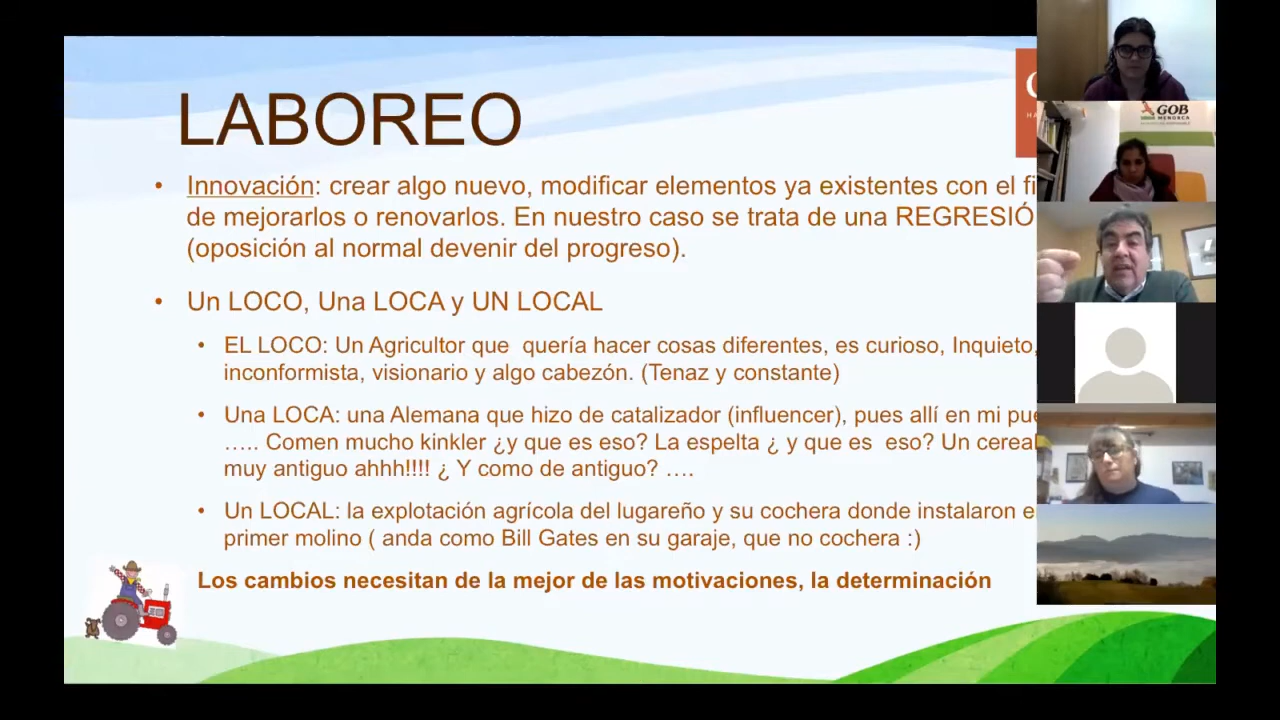 LABOREO
• Innovación: crear algo nuevo, modificar elementos ya existentes con el fi
de mejorarlos o renovarlos. En nuestro caso se trata de una REGRESIÓ
(oposición al normal devenir del progreso).
• Un LOCO, Una LOCA y UN LOCAL
• EL LOCO: Un Agricultor que quería hacer cosas diferentes, es curioso, Inquieto,
inconformista, visionario y algo cabezón. (Tenaz y constante)
• Una LOCA: una Alemana que hizo de catalizador (influencer), pues allí en mi pue
….. Comen mucho kinkler ¿y que es eso? La espelta ¿ y que es eso? Un cereal
muy antiguo ahhh!!!! ¿ Y como de antiguo? ….
• Un LOCAL: la explotación agrícola del lugareño y su cochera donde instalaron e
primer molino ( anda como Bill Gates en su garaje, que no cochera :)
Los cambios necesitan de la mejor de las motivaciones, la determinación
GOB
MENORCA